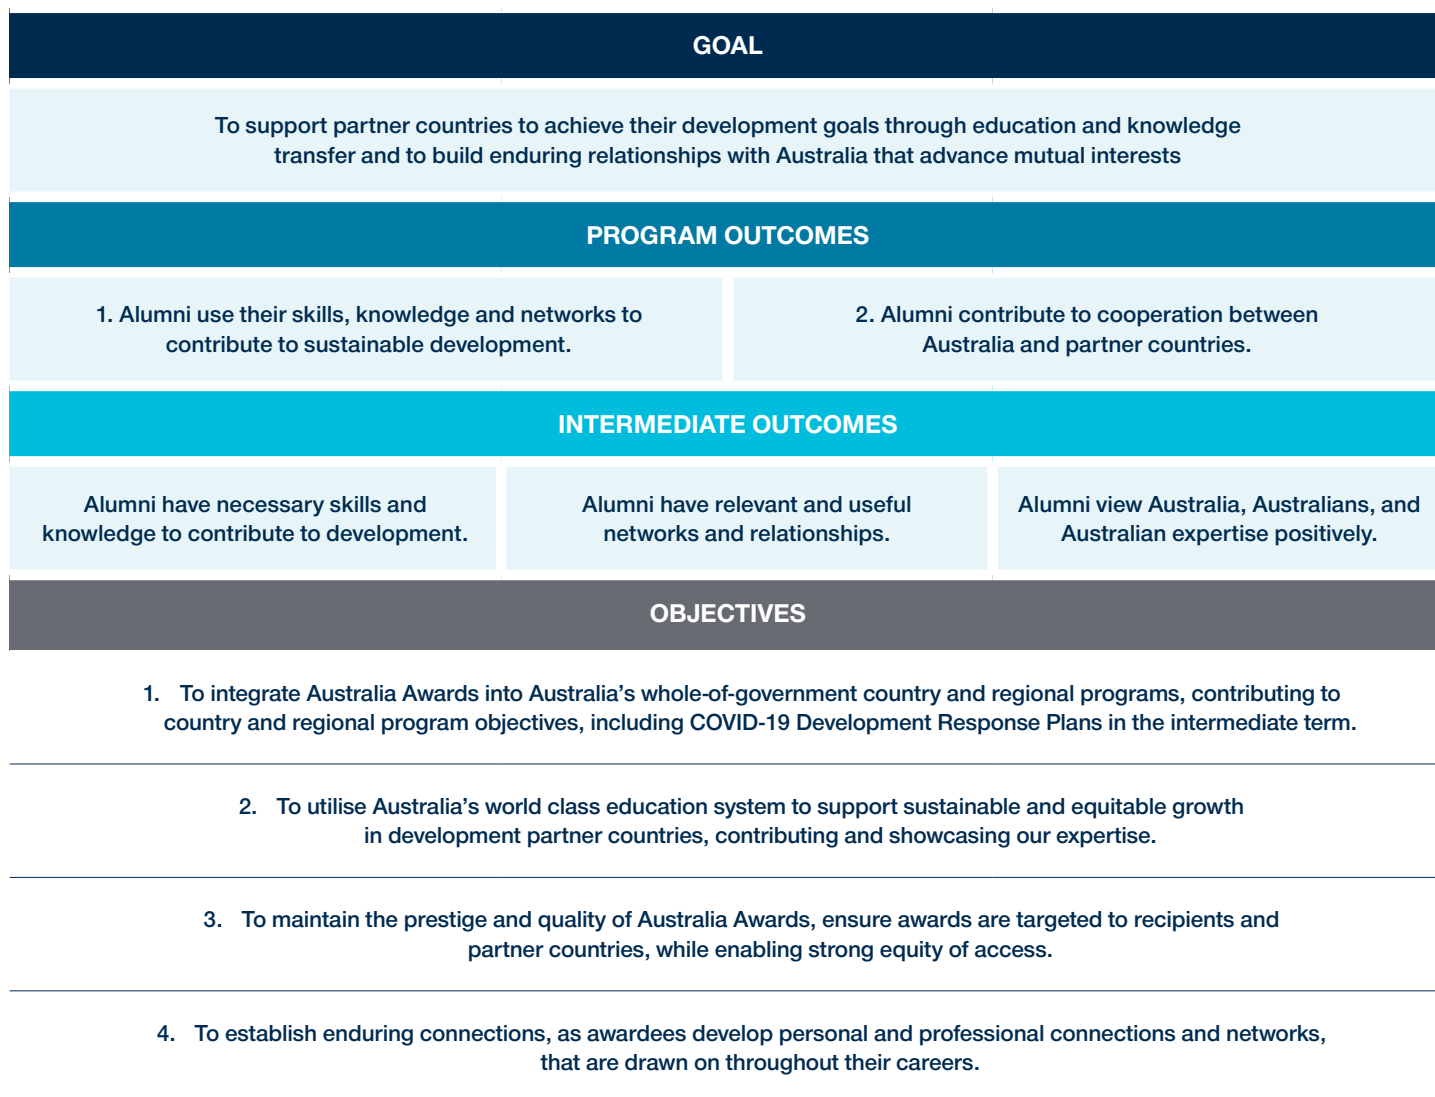 GOAL
To support partner countries to achieve their development goals through education and knowledge
transfer and to build enduring relationships with Australia that advance mutual interests
PROGRAM OUTCOMES
1. Alumni use their skills, knowledge and networks to
contribute to sustainable development.
2. Alumni contribute to cooperation between
Australia and partner countries.
INTERMEDIATE OUTCOMES
Alumni have necessary skills and
knowledge to contribute to development.
Alumni have relevant and useful
networks and relationships.
Alumni view Australia, Australians, and
Australian expertise positively.
OBJECTIVES
1. To integrate Australia Awards into Australia’s whole-of-government country and regional programs, contributing to
country and regional program objectives, including COVID-19 Development Response Plans in the intermediate term.
2. To utilise Australia’s world class education system to support sustainable and equitable growth
in development partner countries, contributing and showcasing our expertise.
3. To maintain the prestige and quality of Australia Awards, ensure awards are targeted to recipients and
partner countries, while enabling strong equity of access.
4. To establish enduring connections, as awardees develop personal and professional connections and networks,
that are drawn on throughout their careers.